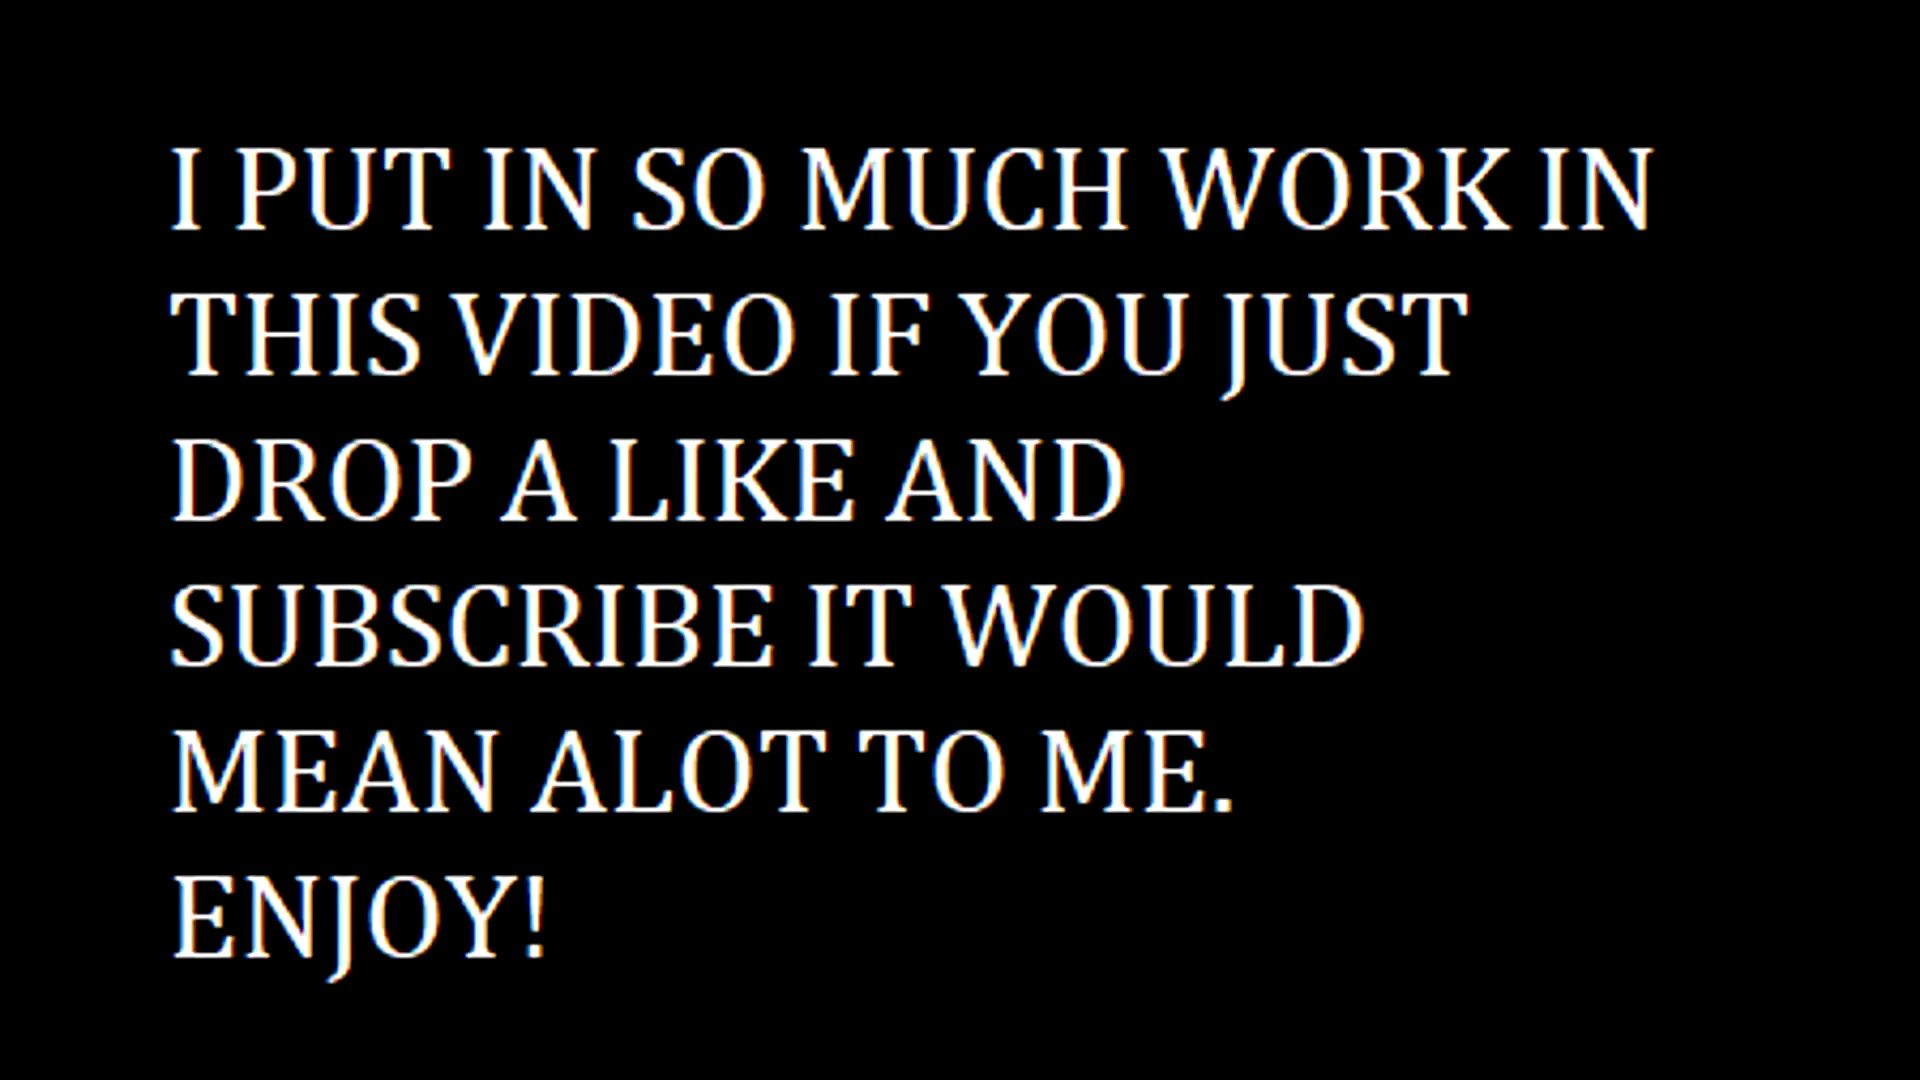 I PUT IN SO MUCH WORK IN
THIS VIDEO IF YOU JUST
DROP A LIKE AND
SUBSCRIBE IT WOULD
MEAN ALOT TO ME.
ENJOY!